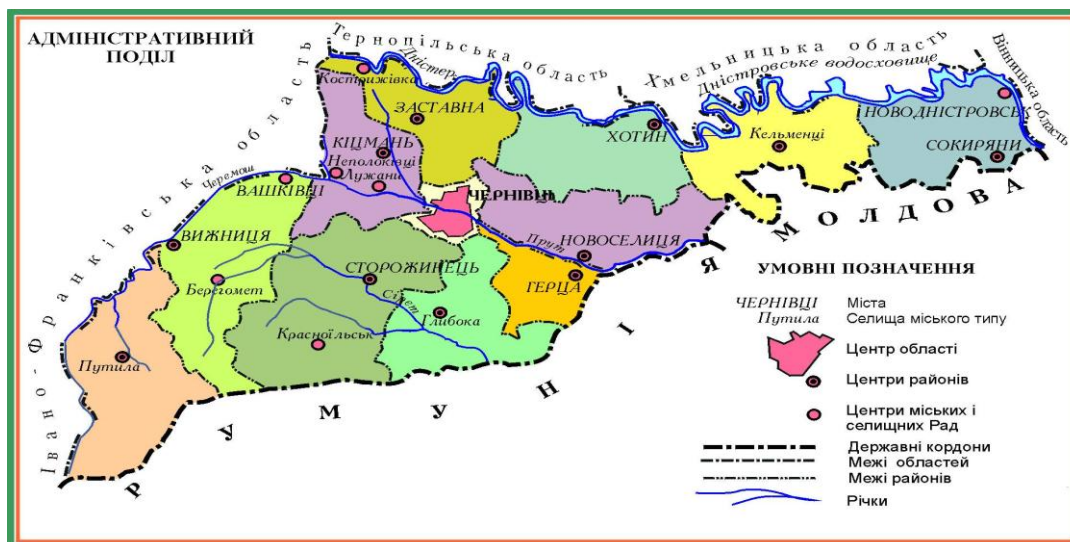 АДМІНІСТРАТИВНИЙ
ПОДІЛ
Тернопільська область
Хмельницька область
Вінницька область
Івано-Франківська область
Дністер
Дністровське водосховище
Костріжівка
ЗАСТАВНА
ХОТИН
Кельменці
НОВОДНІСТРОВСЬК
СОКИРЯНИ
КІЦМАНЬ
Неполоківці
Лужани
Черемош
ВАШКІВЦІ
ЧЕРНІВЦІ
ВИЖНИЦЯ
Прут
НОВОСЕЛИЦЯ
СТОРОЖИНЕЦЬ
ГЕРЦА
Берегомет
Сірет
Глибока
Красноїльськ
Путила
РУМУНІЯ
МОЛДОВА
УМОВНІ ПОЗНАЧЕННЯ
ЧЕРНІВЦІ Міста
Путила Селища міського типу
Центр області
Центри районів
Центри міських і
селищних Рад
Державні кордони
Межі областей
Межі районів
Річки